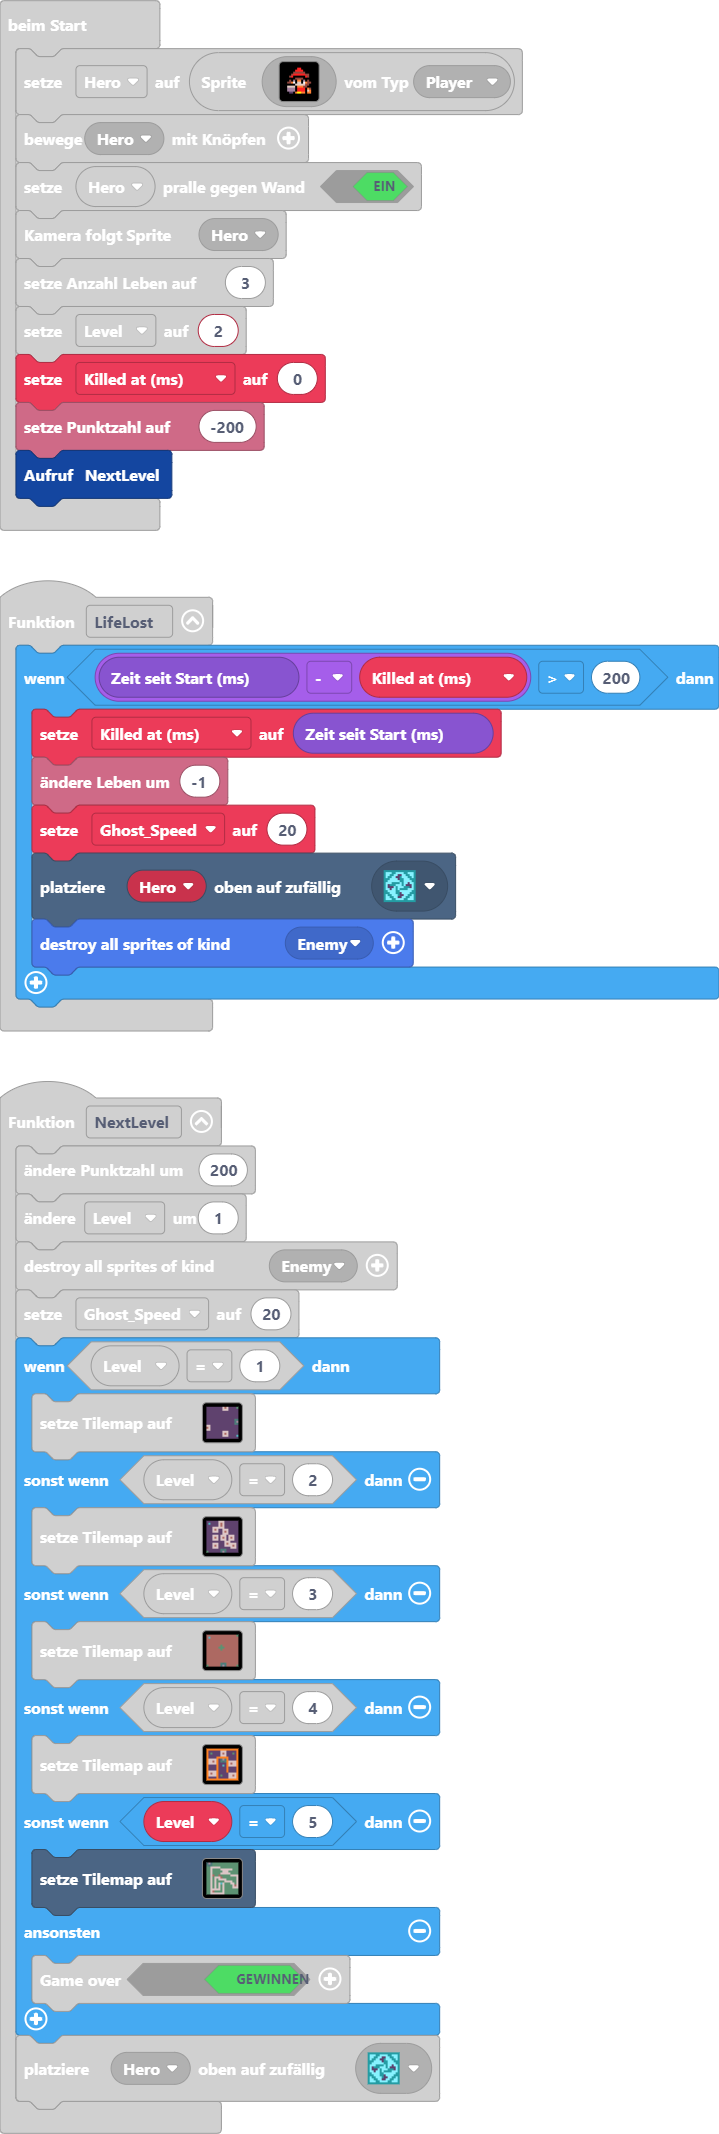 beim Start
setze Hero auf Sprite vom Typ Player
bewege Hero mit Knöpfen
setze Hero pralle gegen Wand EIN
Kamera folgt Sprite Hero
setze Anzahl Leben auf 3
setze Level auf 2
setze Killed at (ms) auf 0
setze Punktzahl auf -200
Aufruf NextLevel
Funktion LifeLost
wenn Zeit seit Start (ms) - Killed at (ms) > 200 dann
setze Killed at (ms) auf Zeit seit Start (ms)
ändere Leben um -1
setze Ghost_Speed auf 20
platziere Hero oben auf zufällig
destroy all sprites of kind Enemy
Funktion NextLevel
ändere Punktzahl um 200
ändere Level um 1
destroy all sprites of kind Enemy
setze Ghost_Speed auf 20
wenn Level = 1 dann
setze Tilemap auf
sonst wenn Level = 2 dann
setze Tilemap auf
sonst wenn Level = 3 dann
setze Tilemap auf
sonst wenn Level = 4 dann
setze Tilemap auf
sonst wenn Level = 5 dann
setze Tilemap auf
ansonsten
Game over GEWINNEN
platziere Hero oben auf zufällig